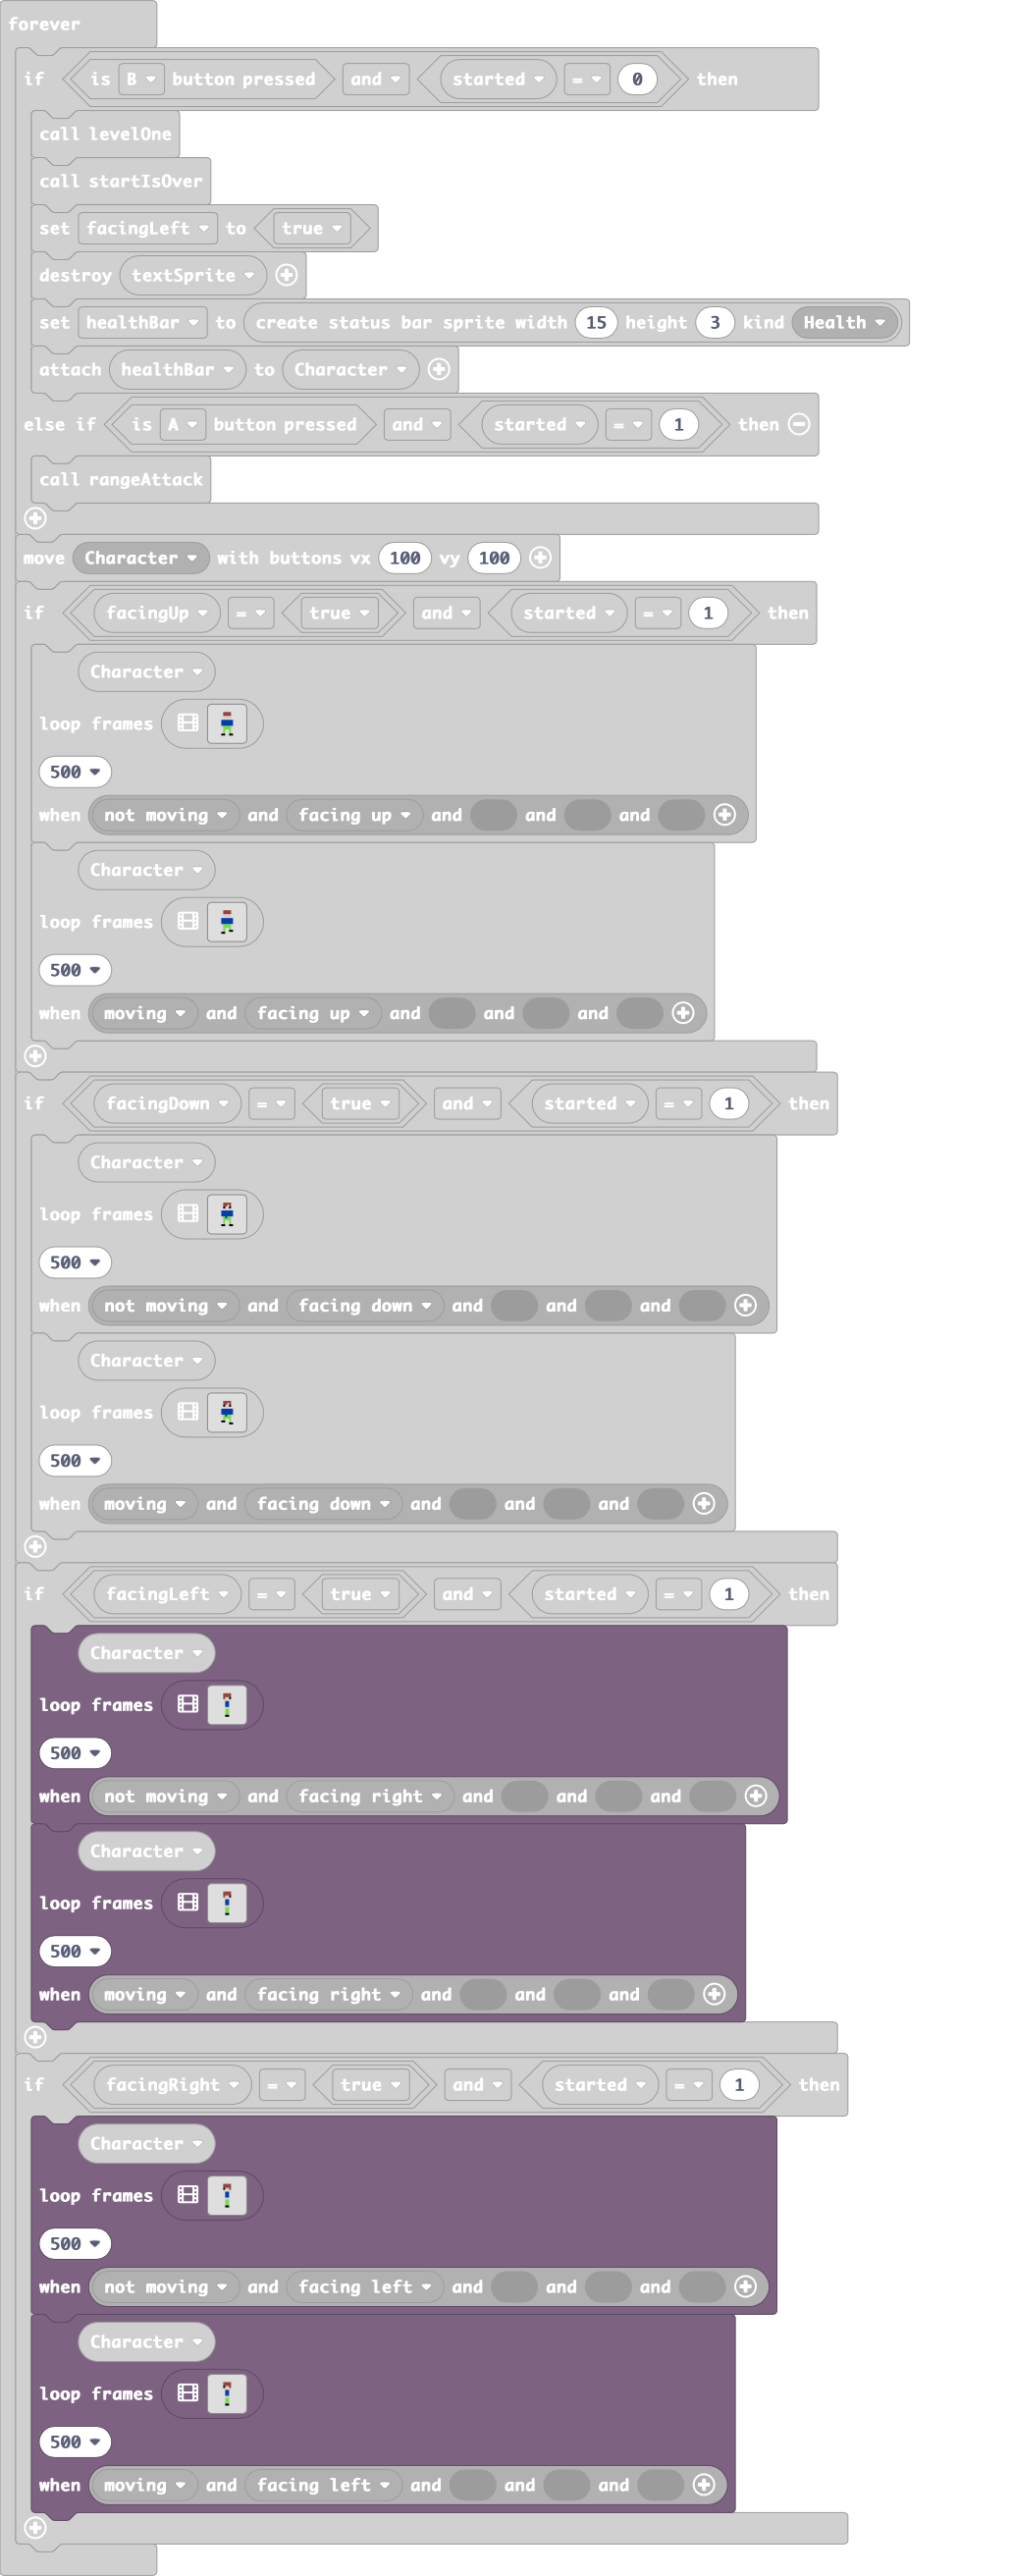 forever
if is B button pressed and started = 0 then
call levelOne
call startIsOver
set facingLeft to true
destroy textSprite
set healthBar to create status bar sprite width 15 height 3 kind Health
attach healthBar to Character
else if is A button pressed and started = 1 then
call rangeAttack
move Character with buttons vx 100 vy 100
if facingUp = true and started = 1 then
Character
loop frames
500
when not moving and facing up and and and
Character
loop frames
500
when moving and facing up and and and
if facingDown = true and started = 1 then
Character
loop frames
500
when not moving and facing down and and and
Character
loop frames
500
when moving and facing down and and and
if facingLeft = true and started = 1 then
Character
loop frames
500
when not moving and facing right and and and
Character
loop frames
500
when moving and facing right and and and
if facingRight = true and started = 1 then
Character
loop frames
500
when not moving and facing left and and and
Character
loop frames
500
when moving and facing left and and and